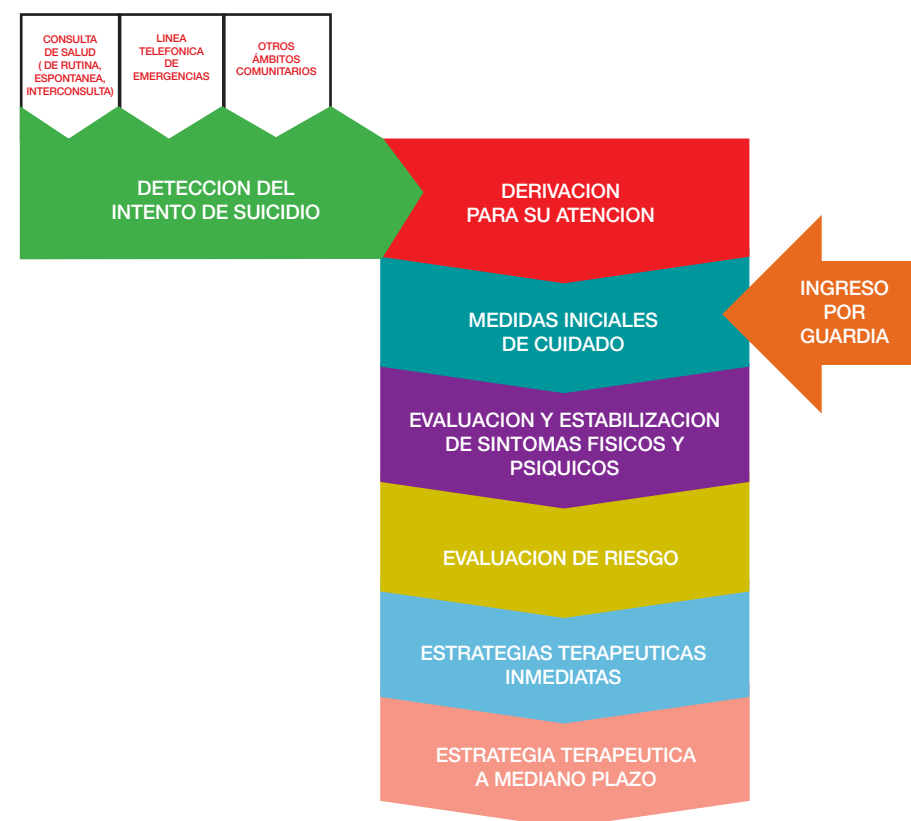 CONSULTA
DE SALUD
( DE RUTINA,
ESPONTANEA,
INTERCONSULTA)
LINEA
TELEFONICA
DE
EMERGENCIAS
OTROS
ÁMBITOS
COMUNITARIOS
DETECCION DEL
INTENTO DE SUICIDIO
DERIVACION
PARA SU ATENCION
MEDIDAS INICIALES
DE CUIDADO
INGRESO
POR
GUARDIA
EVALUACION Y ESTABILIZACION
DE SINTOMAS FISICOS Y
PSIQUICOS
EVALUACION DE RIESGO
ESTRATEGIAS TERAPEUTICAS
INMEDIATAS
ESTRATEGIA TERAPEUTICA
A MEDIANO PLAZO